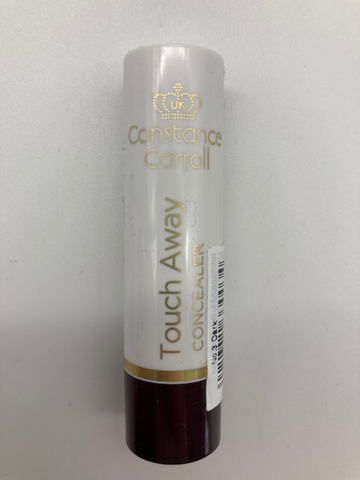 UK
Constance
Carroll
Touch Away
CONCEALER
No 3 Dark